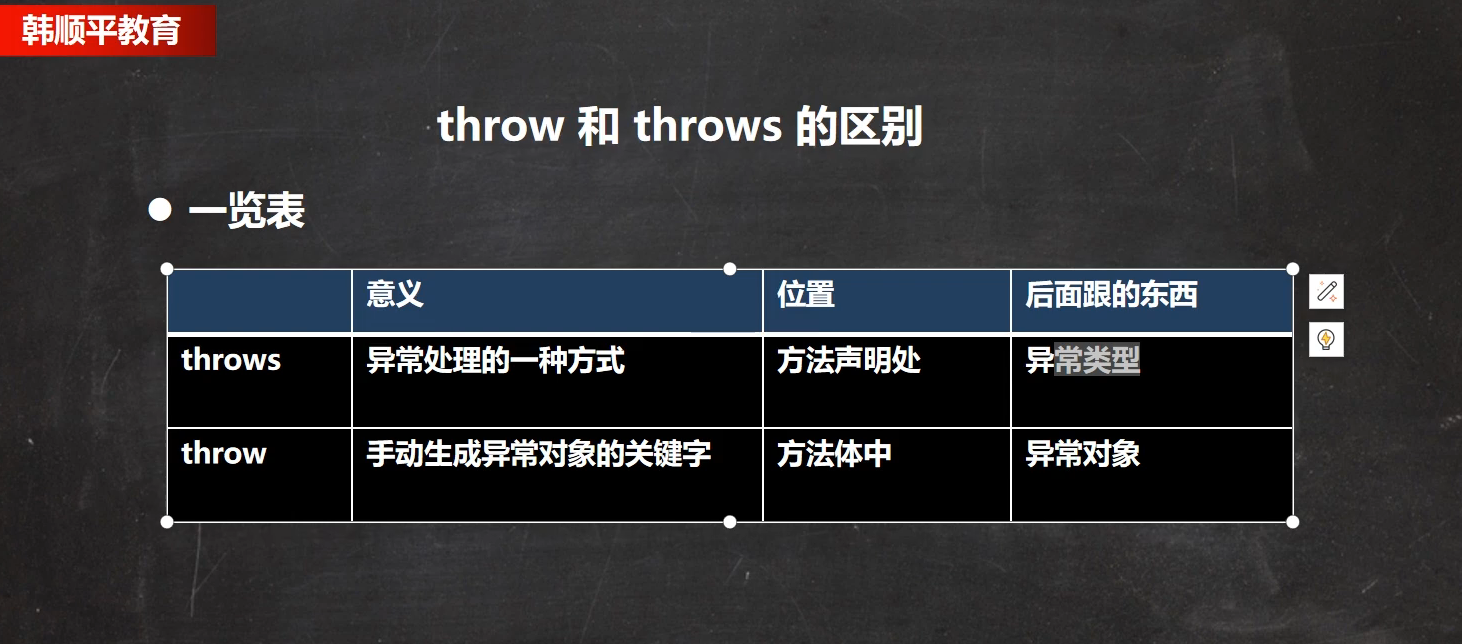 韩顺平教育
throw 和 throws 的区别
一览表
意义 位置 后面跟的东西
throws 异常处理的一种方式 方法声明处 异常类型
throw 手动生成异常对象的关键字 方法体中 异常对象